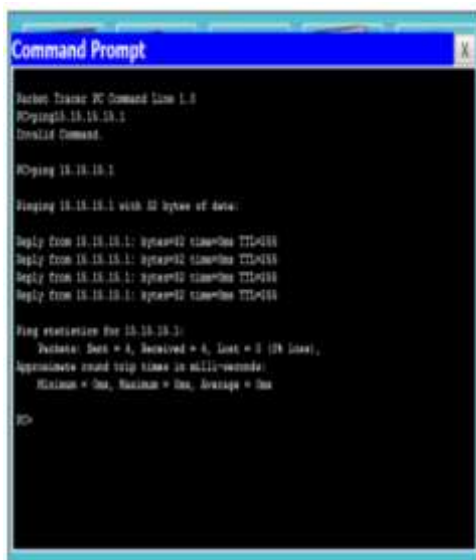 Command Prompt
X
Packet Tracer PC Command Line 1.0
PC>ping15.15.15.15.1
Invalid Command.
PC>ping 15.15.15.1
Pinging 15.15.15.1 with 32 bytes of data:
Reply from 15.15.15.1: bytes=32 time=0ms TTL=255
Reply from 15.15.15.1: bytes=32 time=0ms TTL=255
Reply from 15.15.15.1: bytes=32 time=0ms TTL=255
Reply from 15.15.15.1: bytes=32 time=0ms TTL=255
Ping statistics for 15.15.15.1:
Packets: Sent = 4, Received = 4, Lost = 0 (0% loss),
Approximate round trip times in milli-seconds:
Minimum = 0ms, Maximum = 0ms, Average = 0ms
PC>